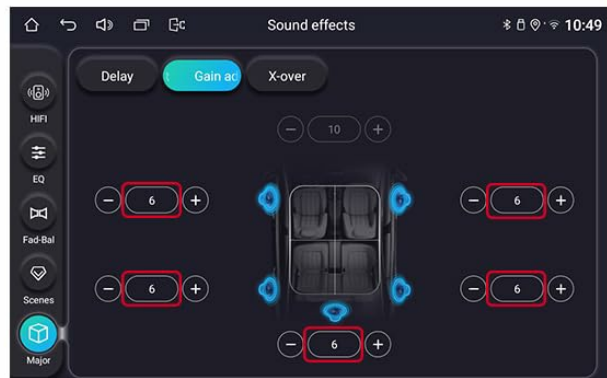 Sound effects
10:49
Delay
t Gain ad
X-over
HIFI
10
EQ
6
6
Fad-Bal
Scenes
6
6
6
Major